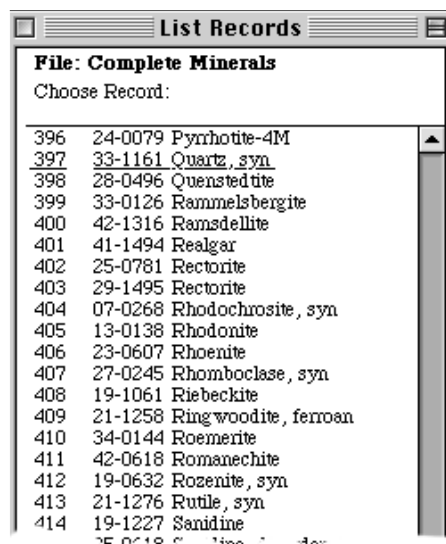 List Records
File: Complete Minerals
Choose Record:
396 24-0079 Pyrrhotite-4M
397 33-1161 Quartz, syn
398 28-0496 Quenstedtite
399 33-0126 Rammelsbergite
400 42-1316 Ramsdellite
401 41-1494 Realgar
402 25-0781 Rectorite
403 29-1495 Rectorite
404 07-0268 Rhodochrosite, syn
405 13-0138 Rhodonite
406 23-0607 Rhoenite
407 27-0245 Rhomboclase, syn
408 19-1061 Riebeckite
409 21-1258 Ringwoodite, ferroan
410 34-0144 Roemerite
411 42-0618 Romanechite
412 19-0632 Rozenite, syn
413 21-1276 Rutile, syn
414 19-1227 Sanidine